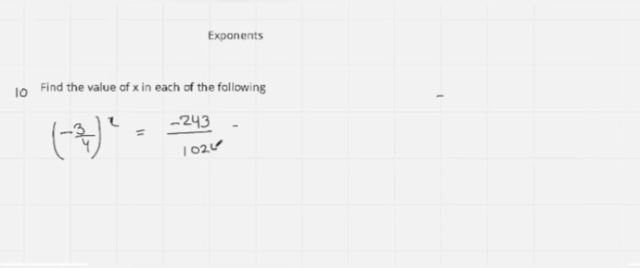 Exponents
10 Find the value of x in each of the following
(-3/4)^x = -243/1024